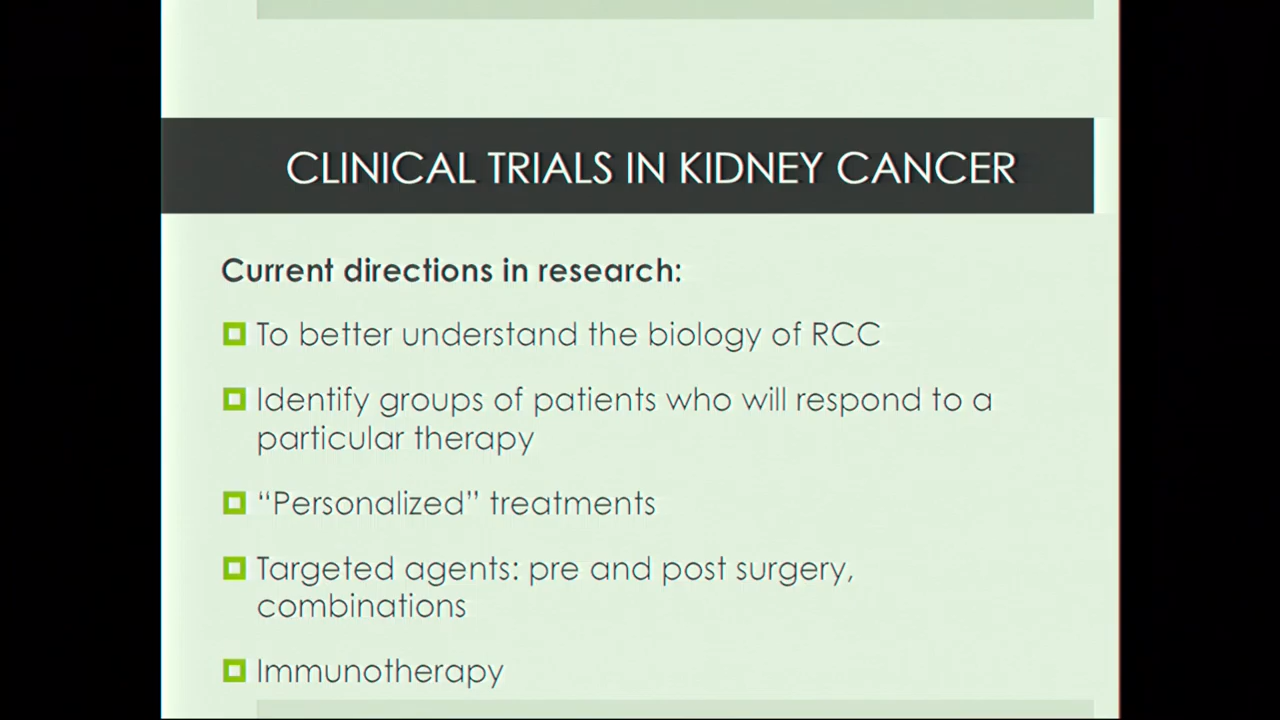 CLINICAL TRIALS IN KIDNEY CANCER
Current directions in research:
To better understand the biology of RCC
Identify groups of patients who will respond to a
particular therapy
“Personalized” treatments
Targeted agents: pre and post surgery,
combinations
Immunotherapy